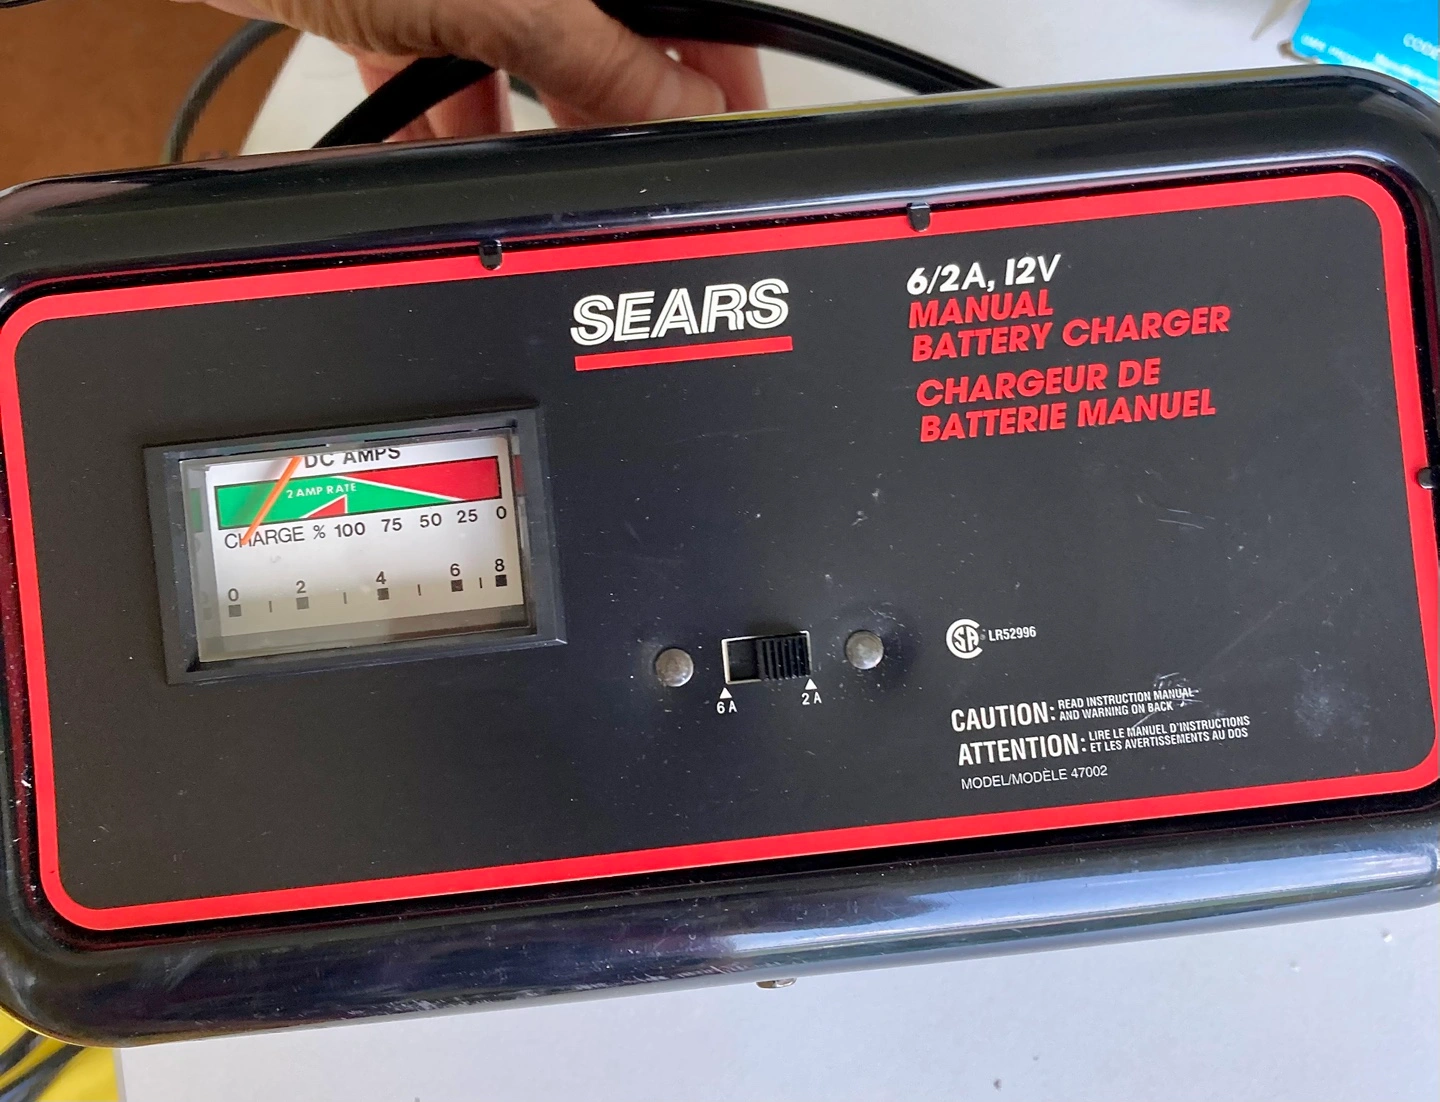 SEARS
6/2A, 12V
MANUAL
BATTERY CHARGER
CHARGEUR DE
BATTERIE MANUEL
DC AMPS
2 AMP RATE
CHARGE % 100 75 50 25 0
0 2 4 6 8
6 A 2 A
SA LR52996
CAUTION: READ INSTRUCTION MANUAL
AND WARNING ON BACK
ATTENTION: LIRE LE MANUEL D'INSTRUCTIONS
ET LES AVERTISSEMENTS AU DOS
MODEL/MODÈLE 47002